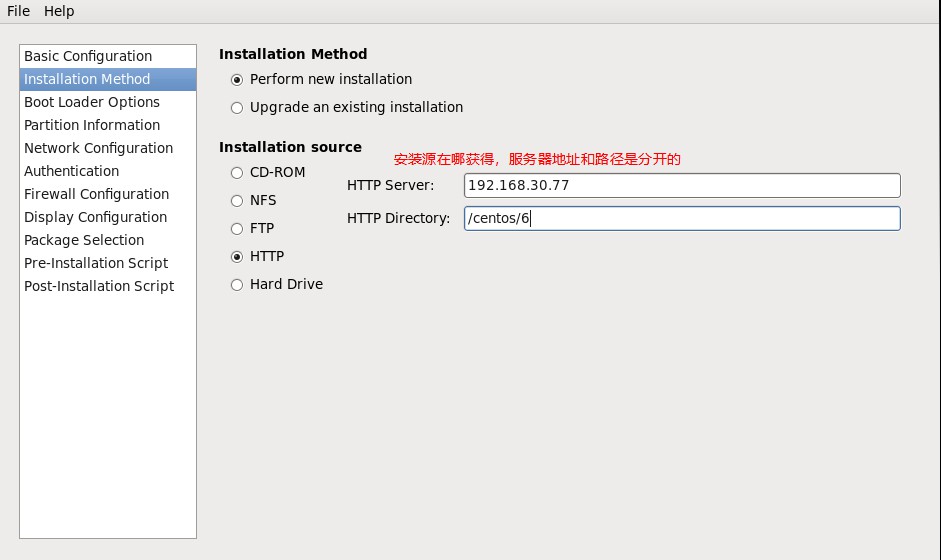 File Help
Basic Configuration
Installation Method
Boot Loader Options
Partition Information
Network Configuration
Authentication
Firewall Configuration
Display Configuration
Package Selection
Pre-Installation Script
Post-Installation Script
Installation Method
Perform new installation
Upgrade an existing installation
Installation source
安装源在哪获得，服务器地址和路径是分开的
CD-ROM
NFS
FTP
HTTP
Hard Drive
HTTP Server: 192.168.30.77
HTTP Directory: /centos/6